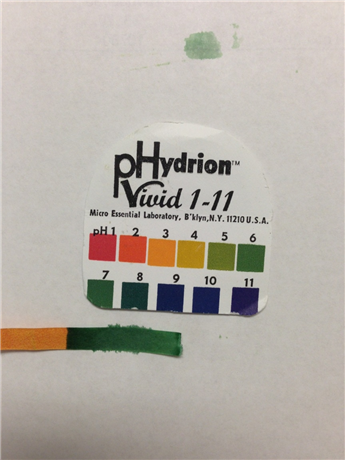 pHydrion™
Vivid 1-11
Micro Essential Laboratory, B'klyn, N.Y. 11210 U.S.A.
pH 1 2 3 4 5 6
7 8 9 10 11